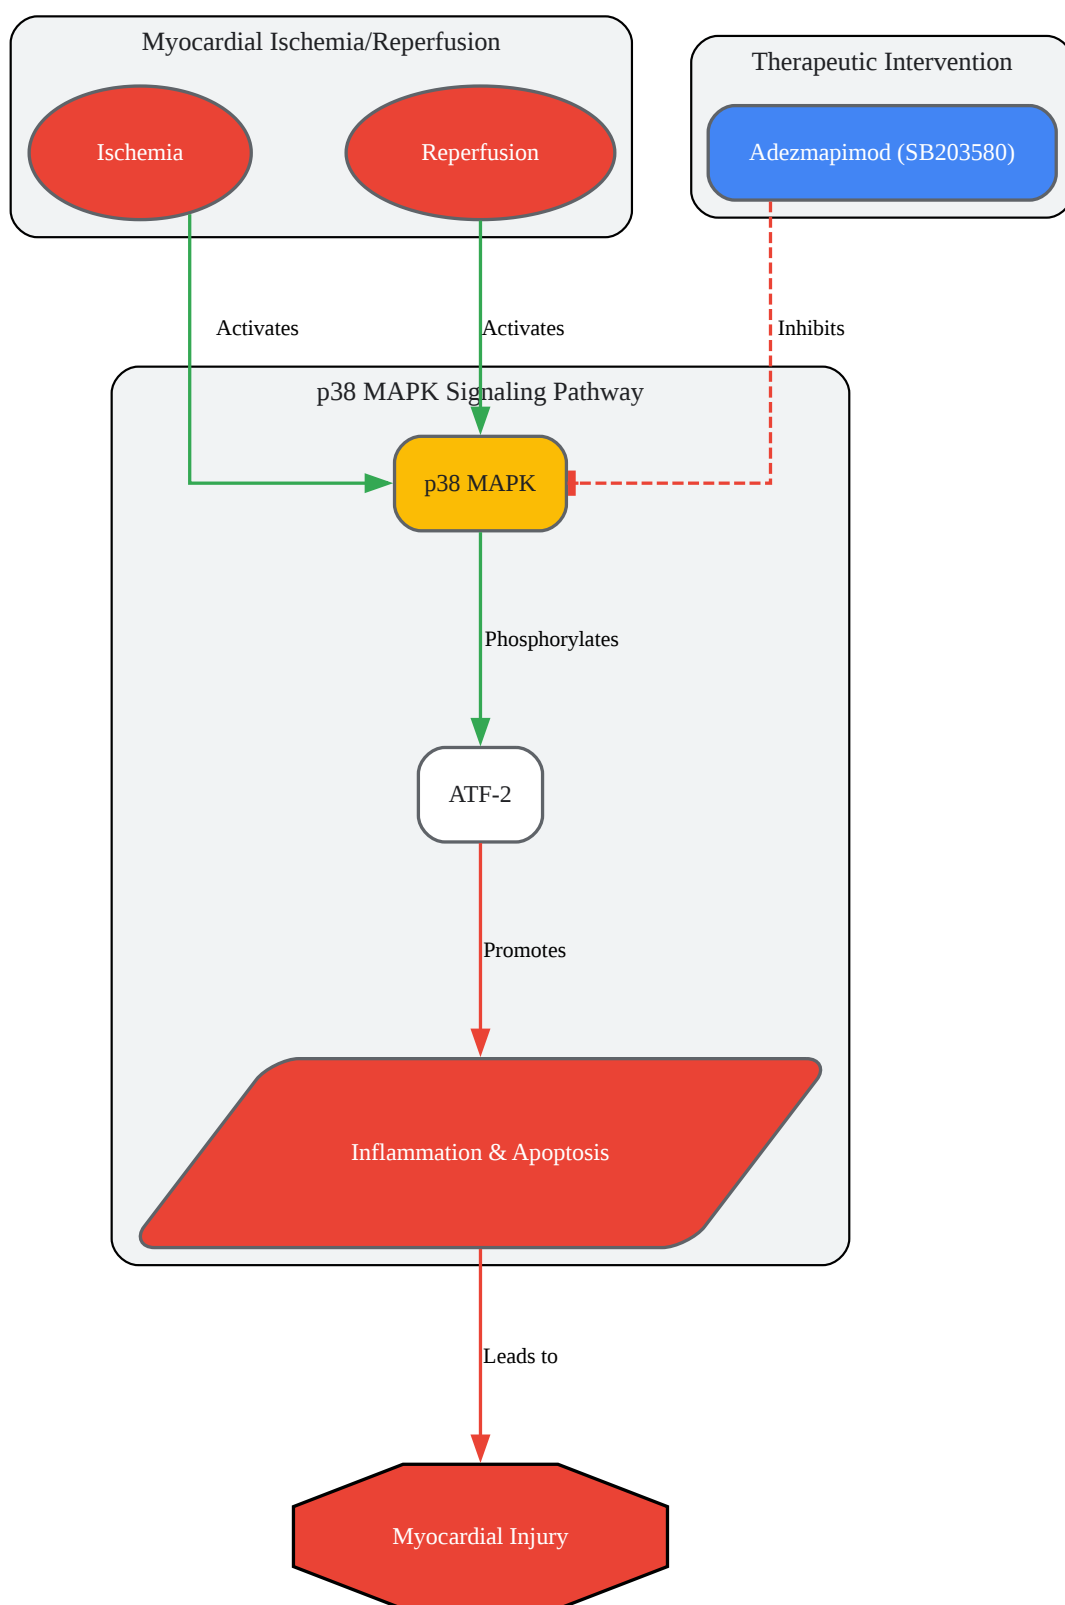 Myocardial Ischemia/Reperfusion
Therapeutic Intervention
Ischemia
Reperfusion
Adezmapimod (SB203580)
Activates
Activates
Inhibits
p38 MAPK Signaling Pathway
p38 MAPK
Phosphorylates
ATF-2
Promotes
Inflammation & Apoptosis
Leads to
Myocardial Injury